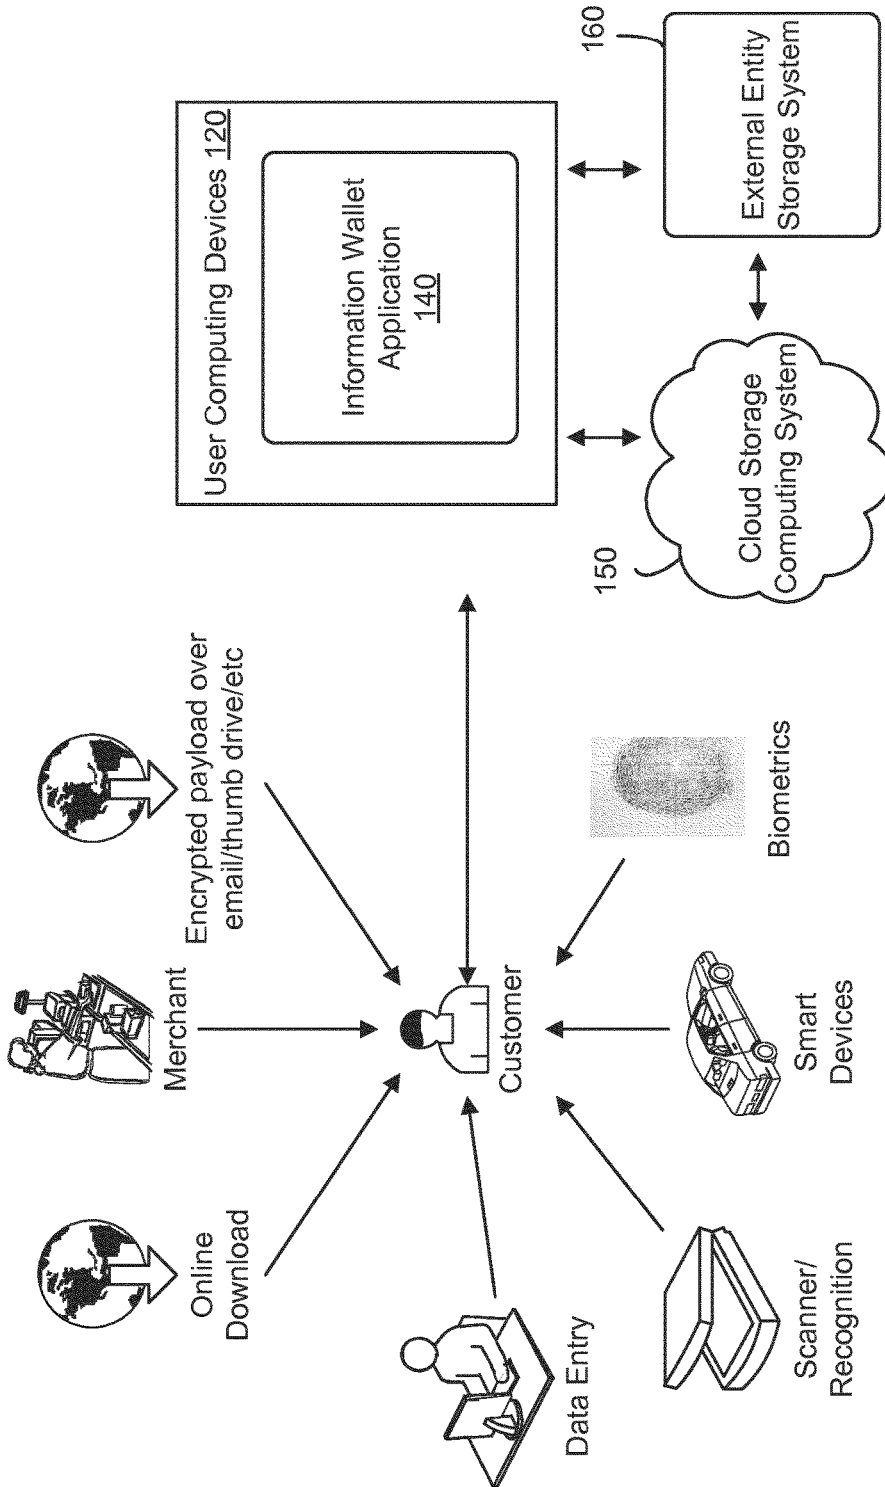 Online
Download
Merchant
Encrypted payload over
email/thumb drive/etc
Data Entry
Customer
Scanner/
Recognition
Smart
Devices
Biometrics
User Computing Devices 120
Information Wallet
Application
140
150
Cloud Storage
Computing System
160
External Entity
Storage System